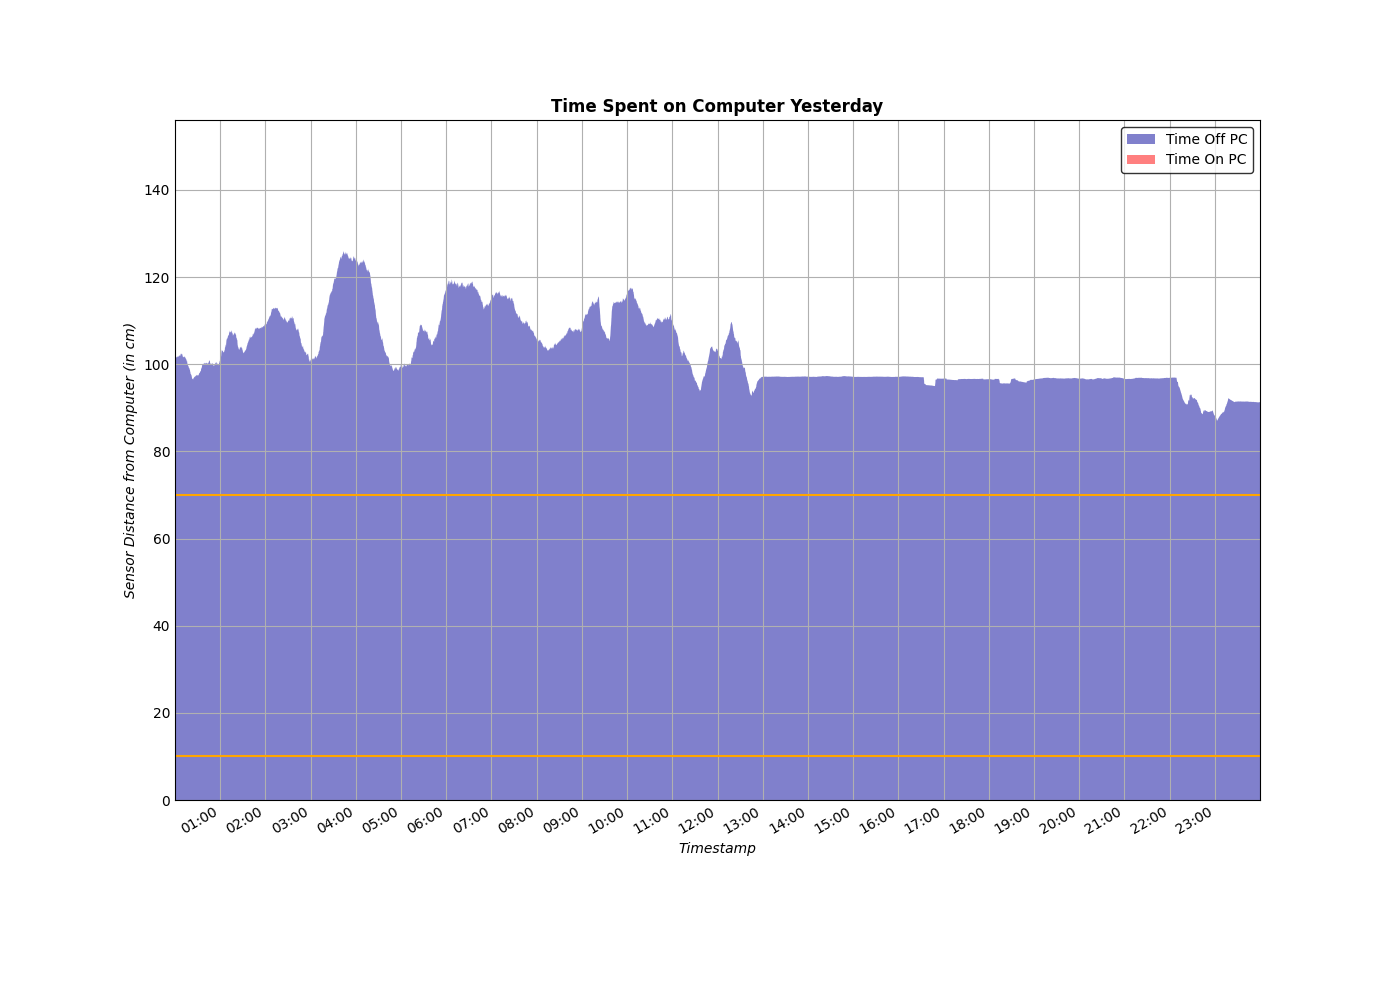 Time Spent on Computer Yesterday
Time Off PC
Time On PC
Sensor Distance from Computer (in cm)
140
120
100
80
60
40
20
0
01:00 02:00 03:00 04:00 05:00 06:00 07:00 08:00 09:00 10:00 11:00 12:00 13:00 14:00 15:00 16:00 17:00 18:00 19:00 20:00 21:00 22:00 23:00
Timestamp